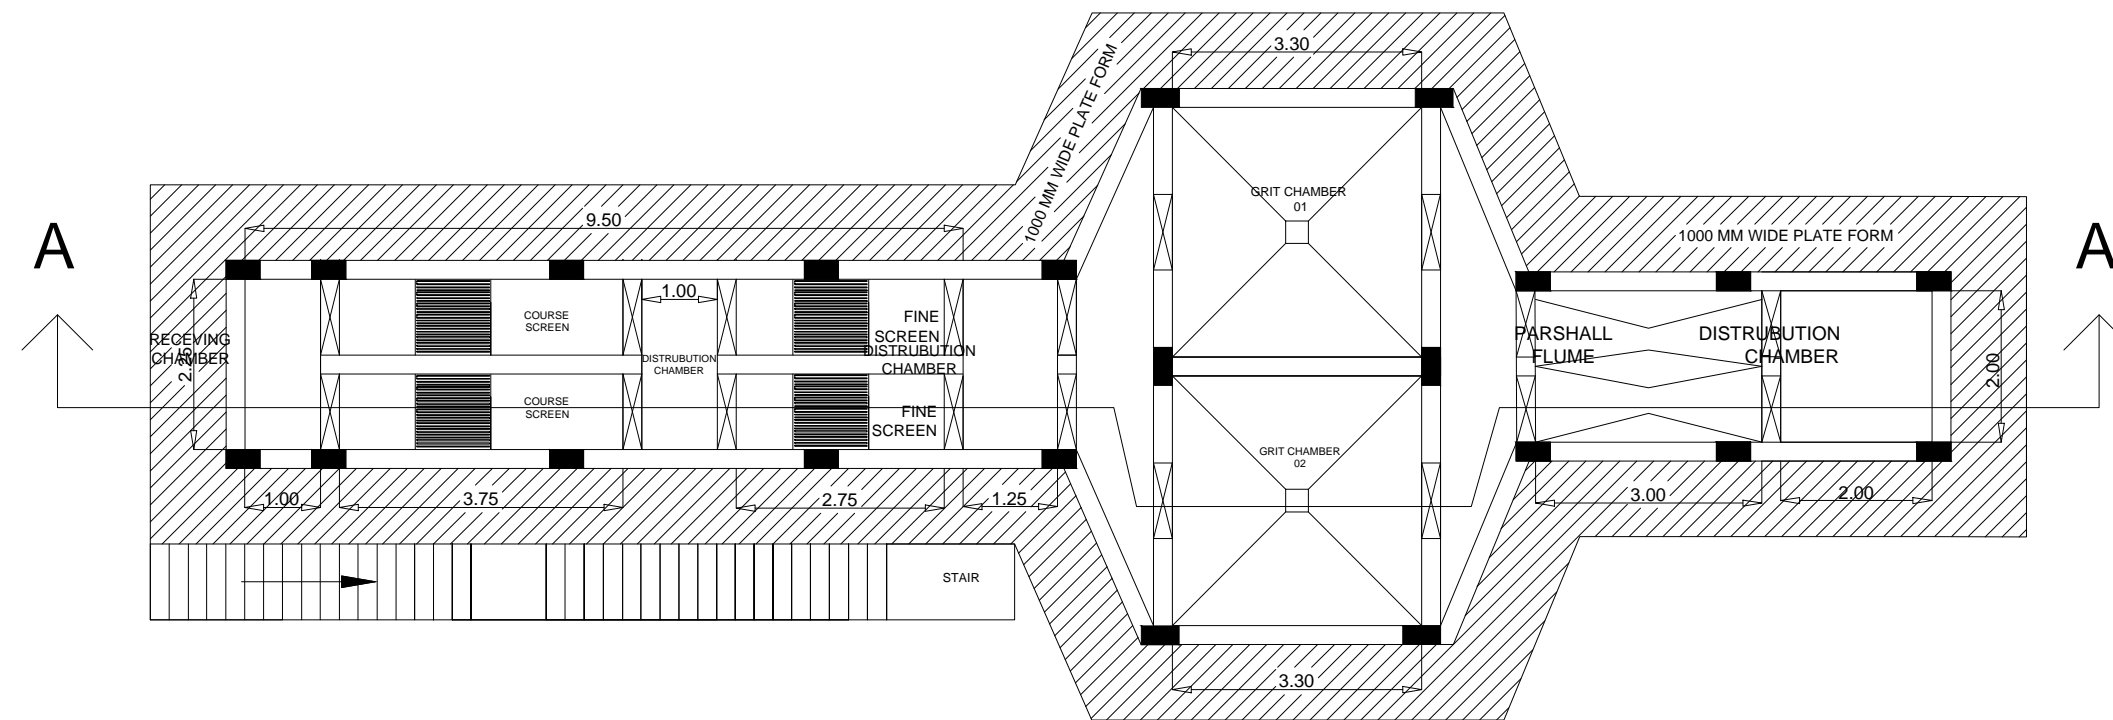 3.30
1000 MM WIDE PLATE FORM
GRIT CHAMBER
01
A
9.50
1000 MM WIDE PLATE FORM
A
1.00
COURSE
SCREEN
FINE
SCREEN
RECEVING
CHAMBER
2.25
DISTRUBUTION
CHAMBER
DISTRUBUTION
CHAMBER
PARSHALL
FLUME
DISTRUBUTION
CHAMBER
2.00
COURSE
SCREEN
FINE
SCREEN
GRIT CHAMBER
02
1.00
3.75
2.75
1.25
3.00
2.00
STAIR
3.30